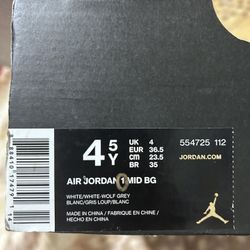 4 5Y
UK 4
EUR 36.5
CM 23.5
BR 35
554725 112
JORDAN.COM
AIR JORDAN 1 MID BG
WHITE/WHITE-WOLF GREY
BLANC/GRIS LOUP/BLANC
MADE IN CHINA / FABRIQUE EN CHINE /
HECHO EN CHINA